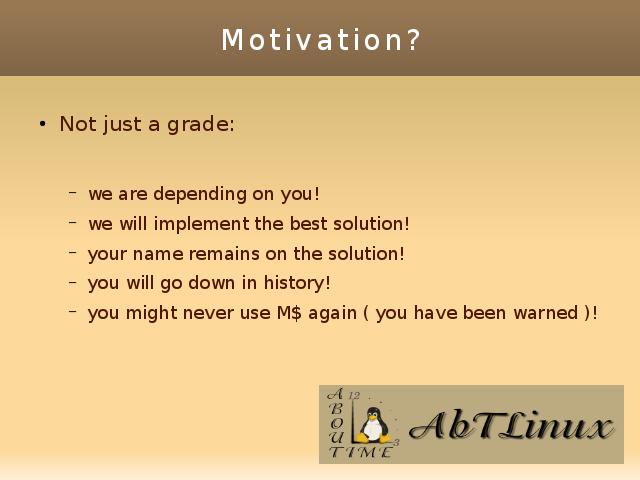 Motivation?
• Not just a grade:
– we are depending on you!
– we will implement the best solution!
– your name remains on the solution!
– you will go down in history!
– you might never use M$ again ( you have been warned )!
ABOUT TIME
12
3
AbTLinux